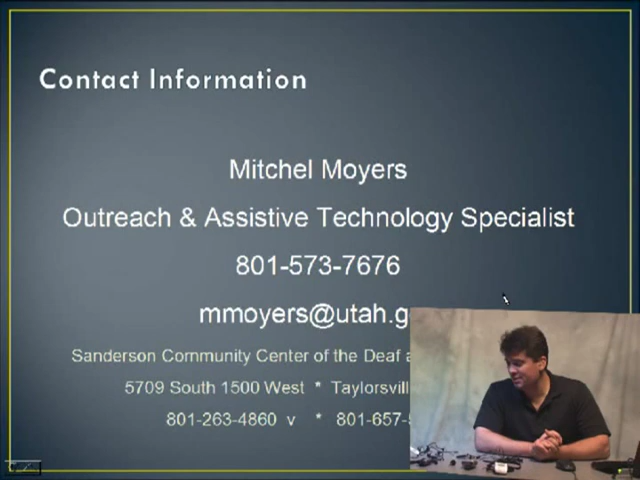 Contact Information
Mitchel Moyers
Outreach & Assistive Technology Specialist
801-573-7676
mmoyers@utah.g
Sanderson Community Center of the Deaf
5709 South 1500 West * Taylorsvill
801-263-4860 v * 801-657-